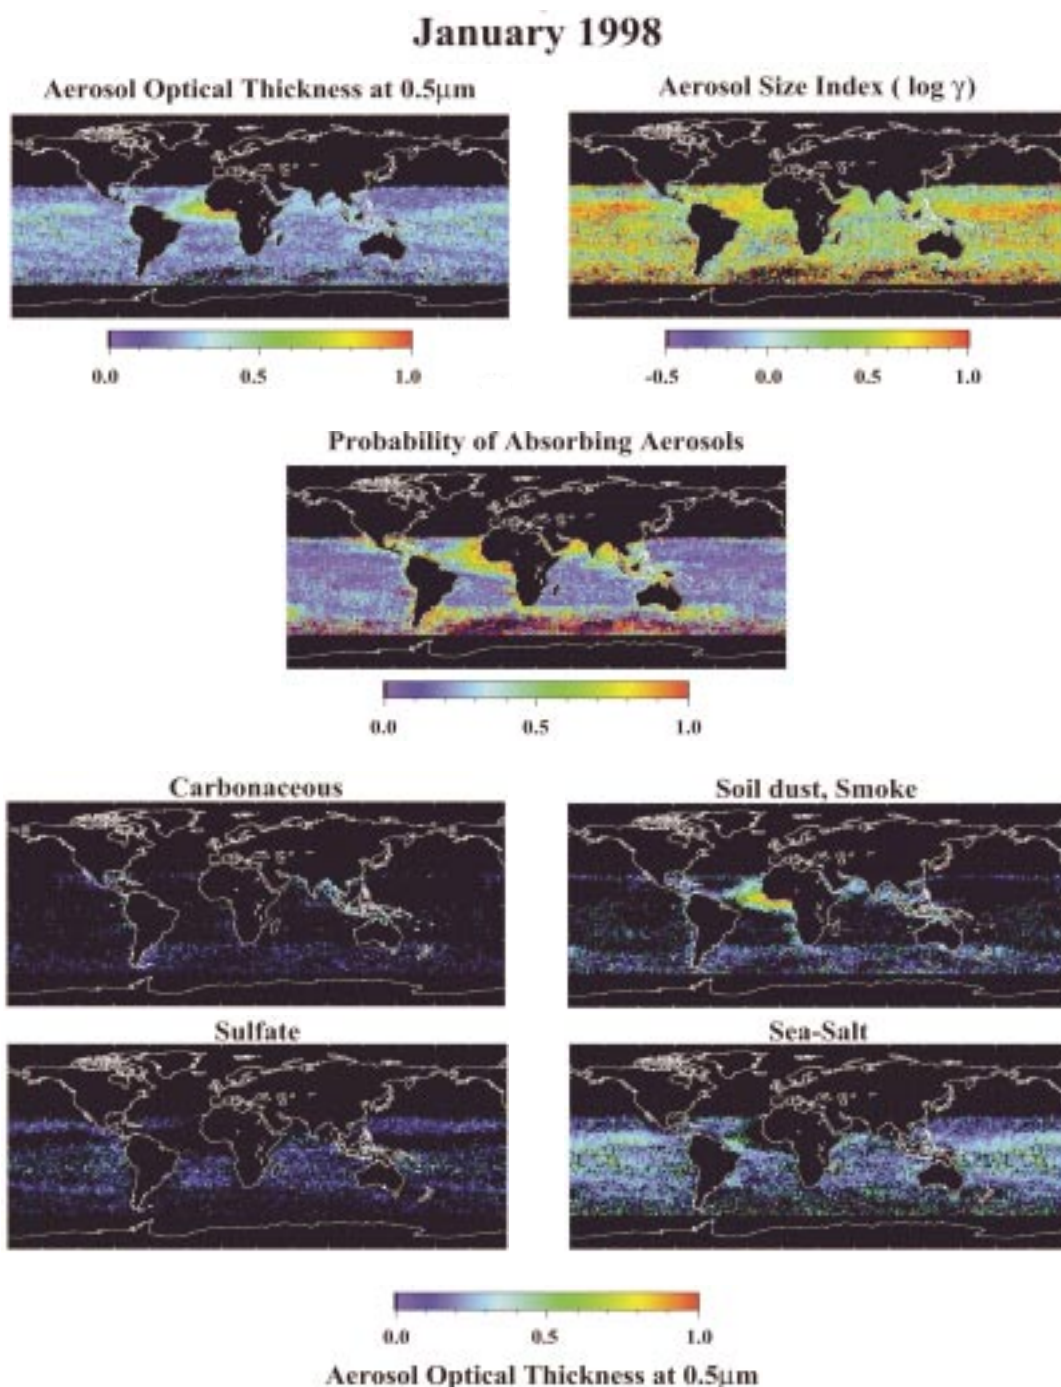 January 1998
Aerosol Optical Thickness at 0.5μm
Aerosol Size Index ( log γ)
0.0 0.5 1.0
-0.5 0.0 0.5 1.0
Probability of Absorbing Aerosols
0.0 0.5 1.0
Carbonaceous
Soil dust, Smoke
Sulfate
Sea-Salt
0.0 0.5 1.0
Aerosol Optical Thickness at 0.5μm